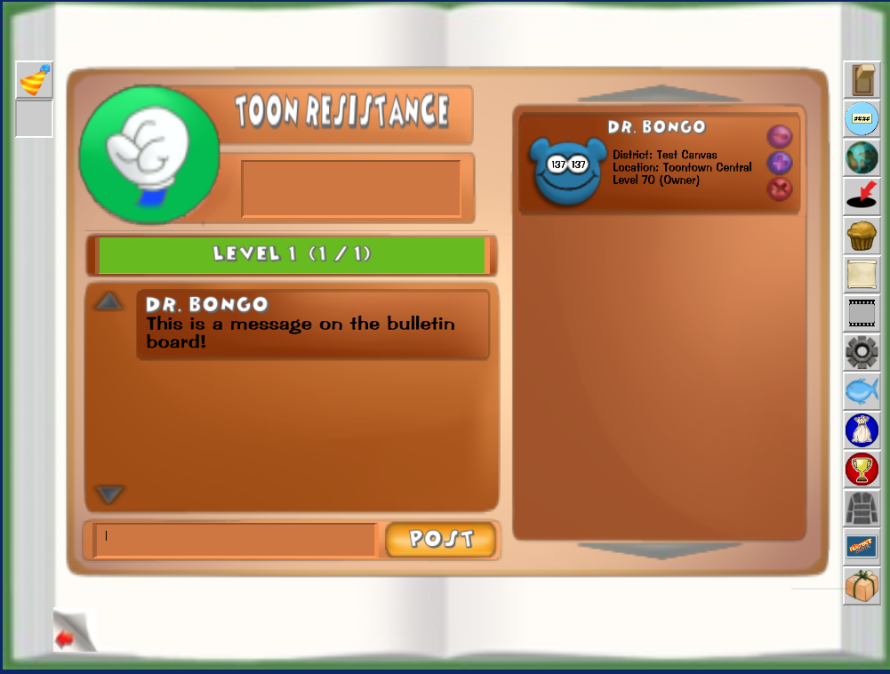 TOON RESISTANCE
LEVEL 1 (1 / 1)
DR. BONGO
This is a message on the bulletin
board!
POST
DR. BONGO
137 137
District: Test Canvas
Location: Toontown Central
Level 70 (Owner)
####